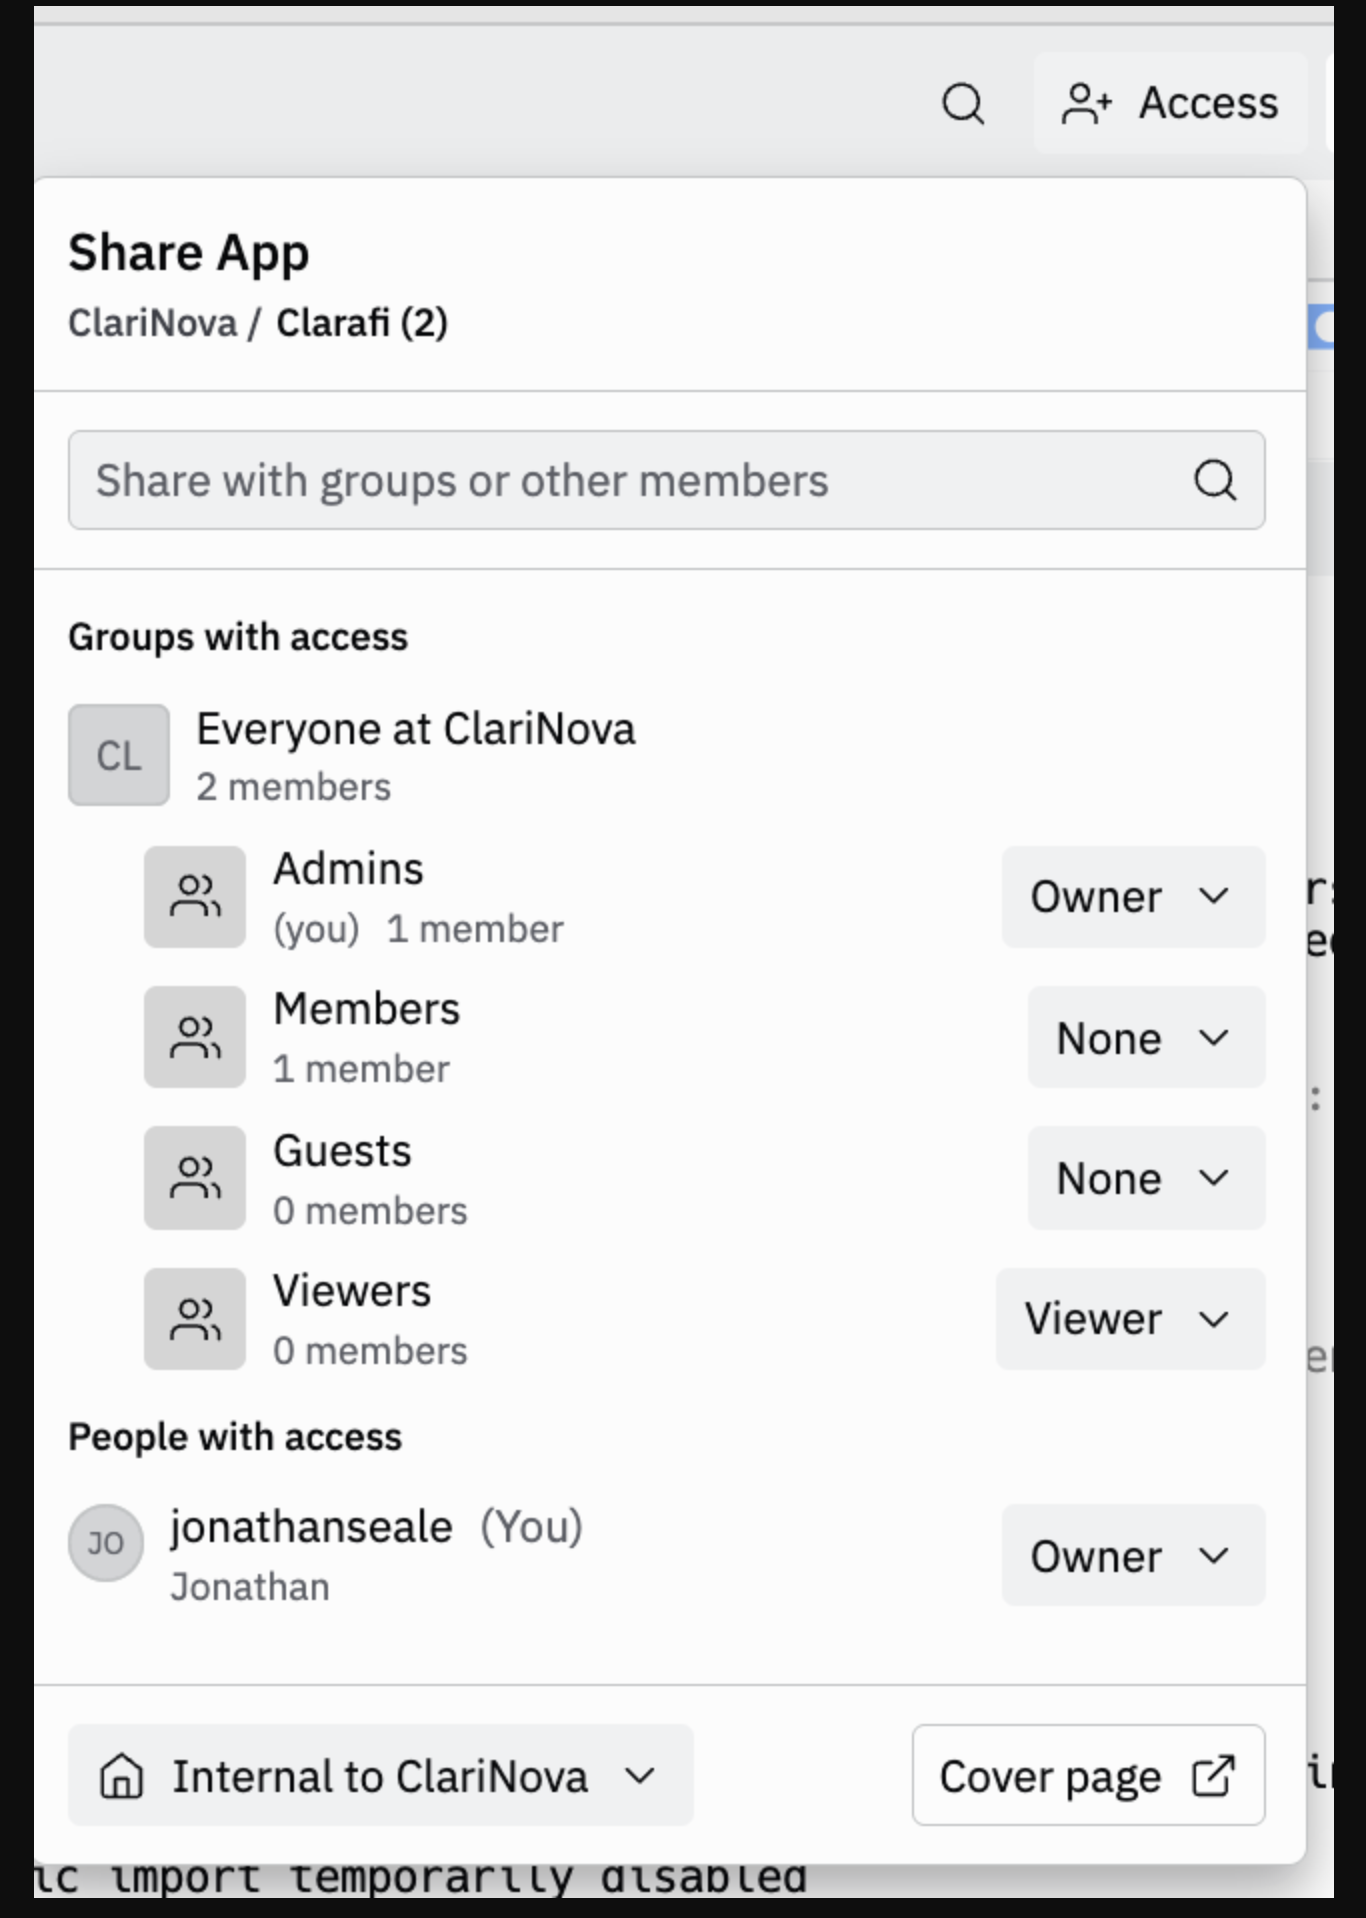 Access
Share App
ClariNova / Clarafi (2)
Share with groups or other members
Groups with access
CL
Everyone at ClariNova
2 members
Admins
(you) 1 member
Owner
Members
1 member
None
Guests
0 members
None
Viewers
0 members
Viewer
People with access
JO
jonathanseale (You)
Jonathan
Owner
Internal to ClariNova
Cover page
ic import temporarily disabled